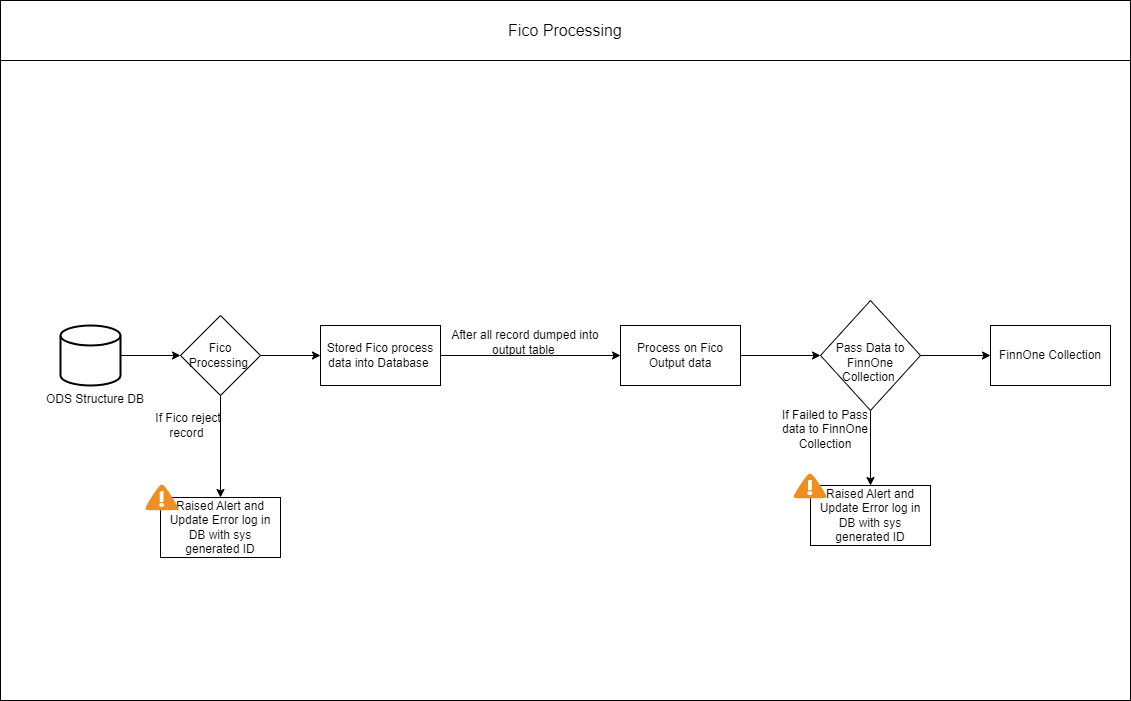 Fico Processing
Fico
Processing
Stored Fico process
data into Database
After all record dumped into
output table
Process on Fico
Output data
Pass Data to
FinnOne
Collection
FinnOne Collection
ODS Structure DB
If Fico reject
record
If Failed to Pass
data to FinnOne
Collection
Raised Alert and
Update Error log in
DB with sys
generated ID
Raised Alert and
Update Error log in
DB with sys
generated ID